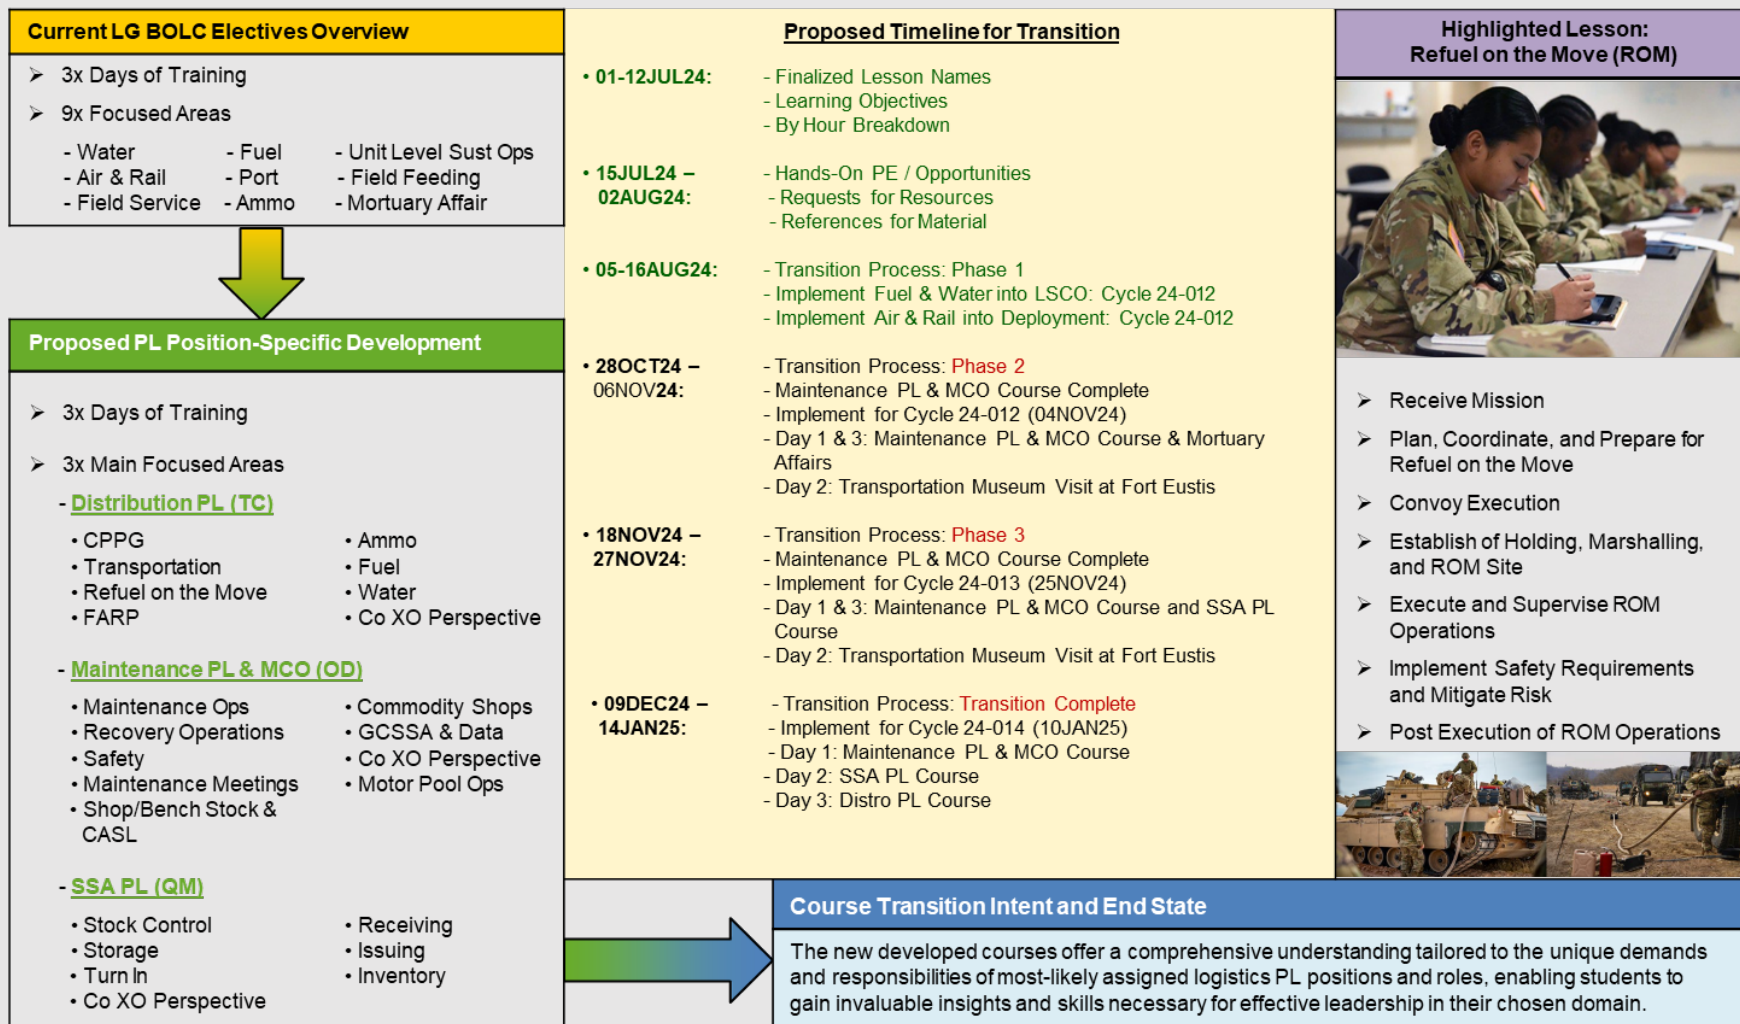 Current LG BOLC Electives Overview
➢ 3x Days of Training
➢ 9x Focused Areas
- Water - Fuel - Unit Level Sust Ops
- Air & Rail - Port - Field Feeding
- Field Service - Ammo - Mortuary Affair
Proposed PL Position-Specific Development
➢ 3x Days of Training
➢ 3x Main Focused Areas
- Distribution PL (TC)
• CPPG • Ammo
• Transportation • Fuel
• Refuel on the Move • Water
• FARP • Co XO Perspective
- Maintenance PL & MCO (OD)
• Maintenance Ops • Commodity Shops
• Recovery Operations • GCSSA & Data
• Safety • Co XO Perspective
• Maintenance Meetings • Motor Pool Ops
• Shop/Bench Stock &
CASL
- SSA PL (QM)
• Stock Control • Receiving
• Storage • Issuing
• Turn In • Inventory
• Co XO Perspective
Proposed Timeline for Transition
• 01-12JUL24: - Finalized Lesson Names
- Learning Objectives
- By Hour Breakdown
• 15JUL24 – - Hands-On PE / Opportunities
02AUG24: - Requests for Resources
- References for Material
• 05-16AUG24: - Transition Process: Phase 1
- Implement Fuel & Water into LSCO: Cycle 24-012
- Implement Air & Rail into Deployment: Cycle 24-012
• 28OCT24 – - Transition Process: Phase 2
06NOV24: - Maintenance PL & MCO Course Complete
- Implement for Cycle 24-012 (04NOV24)
- Day 1 & 3: Maintenance PL & MCO Course & Mortuary
Affairs
- Day 2: Transportation Museum Visit at Fort Eustis
• 18NOV24 – - Transition Process: Phase 3
27NOV24: - Maintenance PL & MCO Course Complete
- Implement for Cycle 24-013 (25NOV24)
- Day 1 & 3: Maintenance PL & MCO Course and SSA PL
Course
- Day 2: Transportation Museum Visit at Fort Eustis
• 09DEC24 – - Transition Process: Transition Complete
14JAN25: - Implement for Cycle 24-014 (10JAN25)
- Day 1: Maintenance PL & MCO Course
- Day 2: SSA PL Course
- Day 3: Distro PL Course
Highlighted Lesson:
Refuel on the Move (ROM)
➢ Receive Mission
➢ Plan, Coordinate, and Prepare for
Refuel on the Move
➢ Convoy Execution
➢ Establish of Holding, Marshalling,
and ROM Site
➢ Execute and Supervise ROM
Operations
➢ Implement Safety Requirements
and Mitigate Risk
➢ Post Execution of ROM Operations
Course Transition Intent and End State
The new developed courses offer a comprehensive understanding tailored to the unique demands
and responsibilities of most-likely assigned logistics PL positions and roles, enabling students to
gain invaluable insights and skills necessary for effective leadership in their chosen domain.